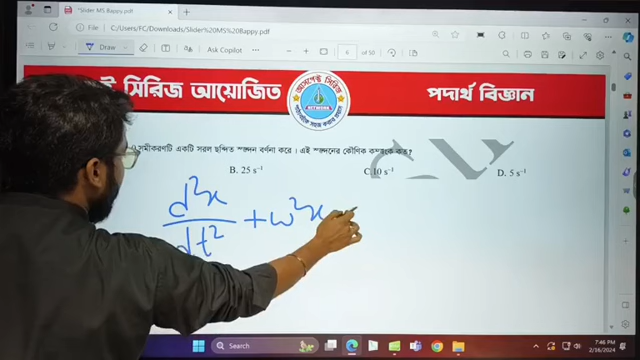 "Slider MS Bappy.pdf
C:/Users/FC/Downloads/Slider%20MS%20Bappy.pdf
Draw
Ask Copilot
6 of 50
সিরিজ আয়োজিত
পদার্থ বিজ্ঞান
সমীকরণটি একটি সরল ছন্দিত স্পন্দন বর্ণনা করে। এই স্পন্দনের কৌণিক কম্পাংক কত?
B. 25 s⁻¹
C.10 s⁻¹
D. 5 s⁻¹
d²x/dt² + ω²x
Search
7:46 PM
2/16/2024